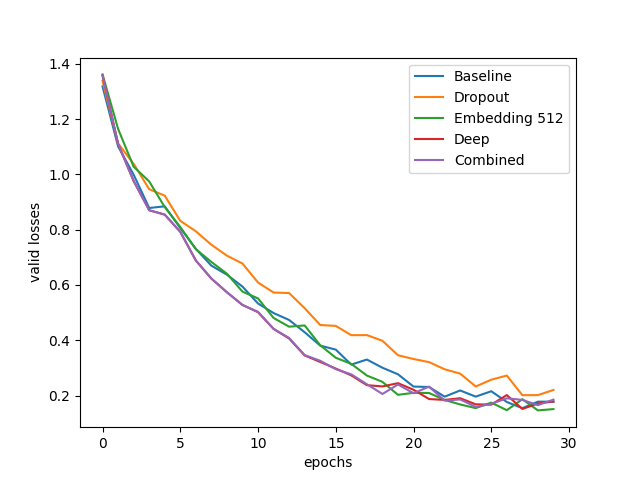 1.4
1.2
1.0
0.8
0.6
0.4
0.2
valid losses
Baseline
Dropout
Embedding 512
Deep
Combined
0 5 10 15 20 25 30
epochs